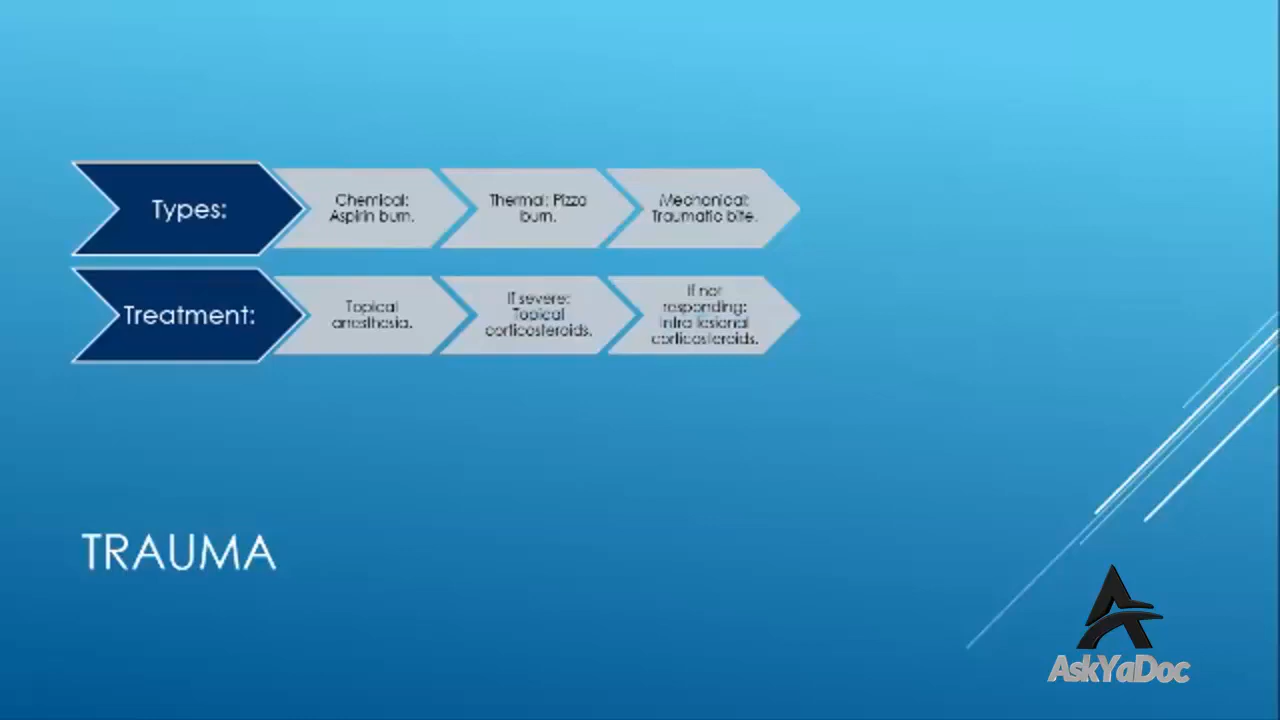 Types:
Chemical:
Aspirin burn.
Thermal: Pizza
burn.
Mechanical:
Traumatic bite.
Treatment:
Topical
anesthesia.
If severe:
Topical
corticosteroids.
If not
responding:
Intra lesional
corticosteroids.
TRAUMA
AskYaDoc